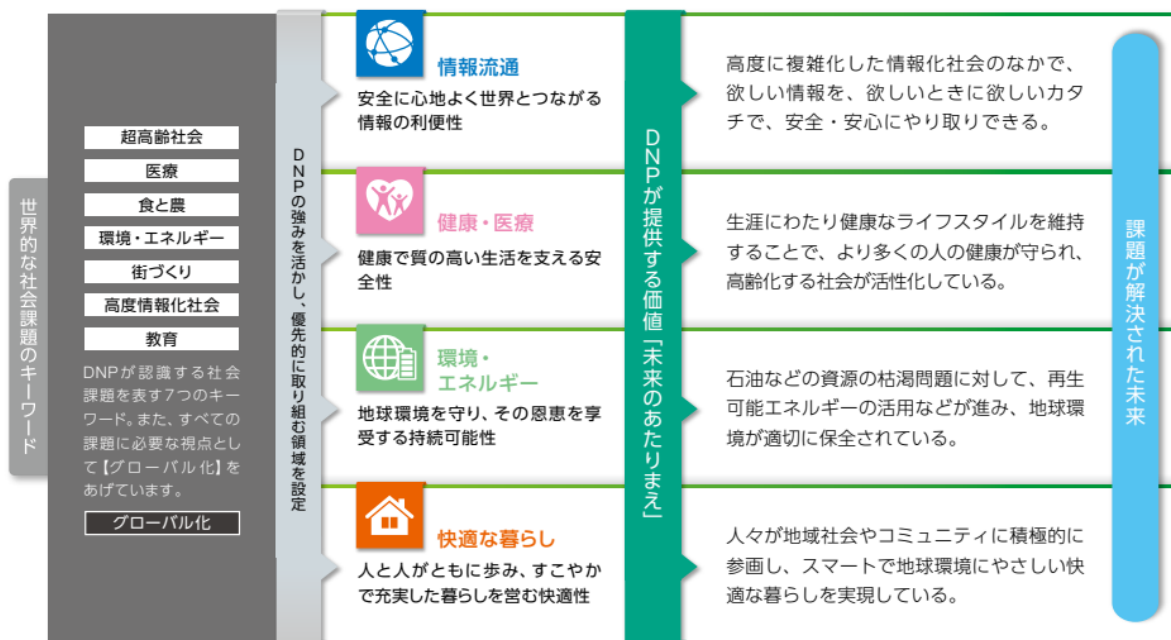 世界的な社会課題のキーワード
超高齢社会
医療
食と農
環境・エネルギー
街づくり
高度情報化社会
教育
DNPが認識する社会
課題を表す7つのキー
ワード。また、すべての
課題に必要な視点とし
て【グローバル化】を
あげています。
グローバル化
DNPの強みを活かし、優先的に取り組む領域を設定
情報流通
安全に心地よく世界とつながる
情報の利便性
健康・医療
健康で質の高い生活を支える安
全性
環境・
エネルギー
地球環境を守り、その恩恵を享
受する持続可能性
快適な暮らし
人と人がともに歩み、すこやか
で充実した暮らしを営む快適性
DNPが提供する価値「未来のあたりまえ」
高度に複雑化した情報化社会のなかで、
欲しい情報を、欲しいときに欲しいカタ
チで、安全・安心にやり取りできる。
生涯にわたり健康なライフスタイルを維持
することで、より多くの人の健康が守られ、
高齢化する社会が活性化している。
石油などの資源の枯渇問題に対して、再生
可能エネルギーの活用などが進み、地球環
境が適切に保全されている。
人々が地域社会やコミュニティに積極的に
参画し、スマートで地球環境にやさしい快
適な暮らしを実現している。
課題が解決された未来